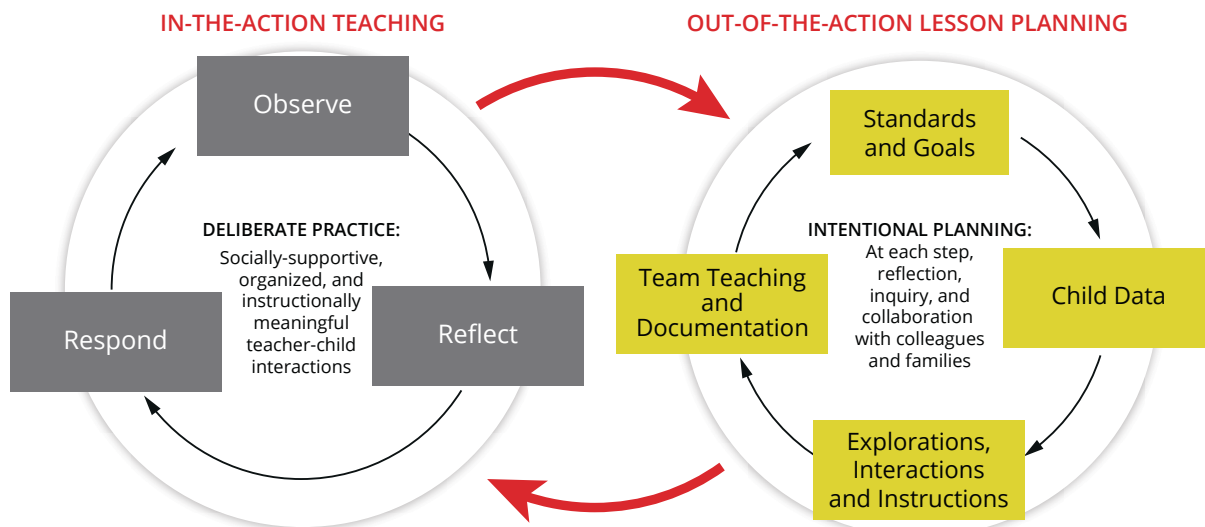 IN-THE-ACTION TEACHING
Observe
DELIBERATE PRACTICE:
Socially-supportive,
organized, and
instructionally
meaningful
teacher-child
interactions
Reflect
Respond
OUT-OF-THE-ACTION LESSON PLANNING
Standards
and Goals
INTENTIONAL PLANNING:
At each step,
reflection,
inquiry, and
collaboration
with colleagues
and families
Child Data
Explorations,
Interactions
and Instructions
Team Teaching
and
Documentation